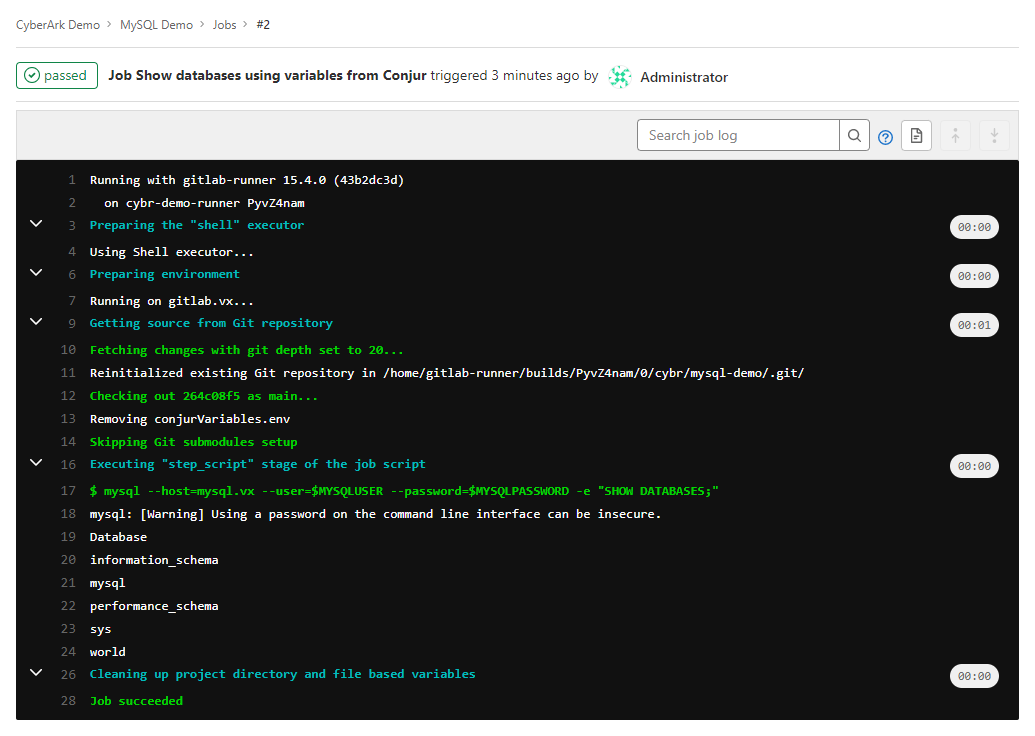 CyberArk Demo > MySQL Demo > Jobs > #2
passed Job Show databases using variables from Conjur triggered 3 minutes ago by Administrator
Search job log
1 Running with gitlab-runner 15.4.0 (43b2dc3d)
2 on cybr-demo-runner PyvZ4nam
3 Preparing the "shell" executor 00:00
4 Using Shell executor...
6 Preparing environment 00:00
7 Running on gitlab.vx...
9 Getting source from Git repository 00:01
10 Fetching changes with git depth set to 20...
11 Reinitialized existing Git repository in /home/gitlab-runner/builds/PyvZ4nam/0/cybr/mysql-demo/.git/
12 Checking out 264c08f5 as main...
13 Removing conjurVariables.env
14 Skipping Git submodules setup
16 Executing "step_script" stage of the job script 00:00
17 $ mysql --host=mysql.vx --user=$MYSQLUSER --password=$MYSQLPASSWORD -e "SHOW DATABASES;"
18 mysql: [Warning] Using a password on the command line interface can be insecure.
19 Database
20 information_schema
21 mysql
22 performance_schema
23 sys
24 world
26 Cleaning up project directory and file based variables 00:00
28 Job succeeded